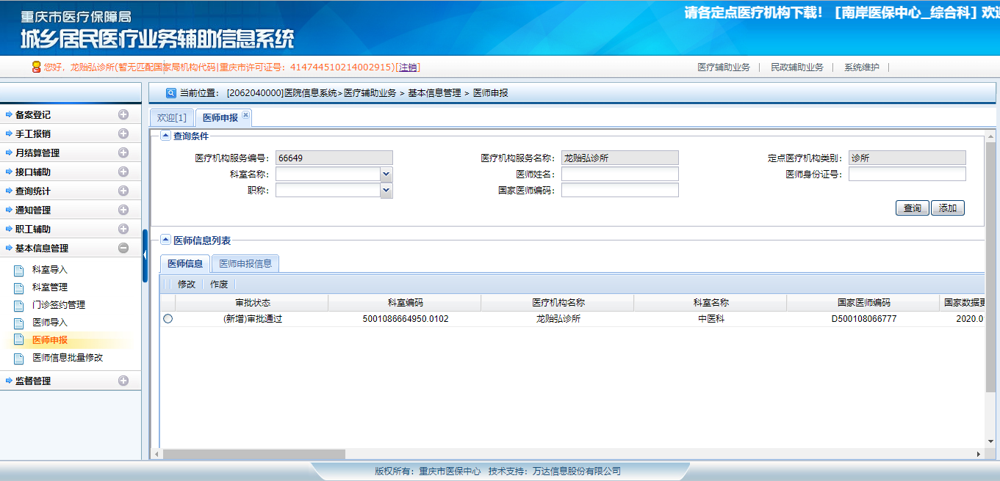 重庆市医疗保障局
城乡居民医疗业务辅助信息系统
请各定点医疗机构下载! [南岸医保中心_综合科] 欢迎
您好, 龙贻弘诊所(暂无匹配国家局机构代码|重庆市许可证号: 414744510214002915)[注销]
医疗辅助业务 | 民政辅助业务 | 系统维护 |
当前位置: [2062040000]医院信息系统>医疗辅助业务 > 基本信息管理 > 医师申报
备案登记
手工报销
月结算管理
接口辅助
查询统计
通知管理
职工辅助
基本信息管理
科室导入
科室管理
门诊签约管理
医师导入
医师申报
医师信息批量修改
监督管理
欢迎[1] 医师申报
查询条件
医疗机构服务编号: 66649 医疗机构服务名称: 龙贻弘诊所 定点医疗机构类别: 诊所
科室名称: 医师姓名: 医师身份证号:
职称: 国家医师编码:
查询 添加
医师信息列表
医师信息 医师申报信息
修改 作废
审批状态 科室编码 医疗机构名称 科室名称 国家医师编码 国家数据更
(新增)审批通过 5001086664950.0102 龙贻弘诊所 中医科 D500108066777 2020.0
版权所有: 重庆市医保中心 技术支持: 万达信息股份有限公司